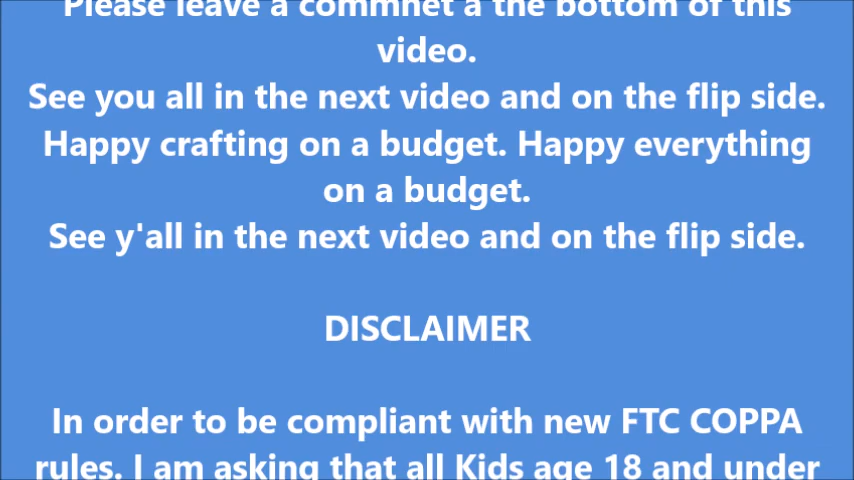 Please leave a commnet a the bottom of this
video.
See you all in the next video and on the flip side.
Happy crafting on a budget. Happy everything
on a budget.
See y'all in the next video and on the flip side.
DISCLAIMER
In order to be compliant with new FTC COPPA
rules. I am asking that all Kids age 18 and under